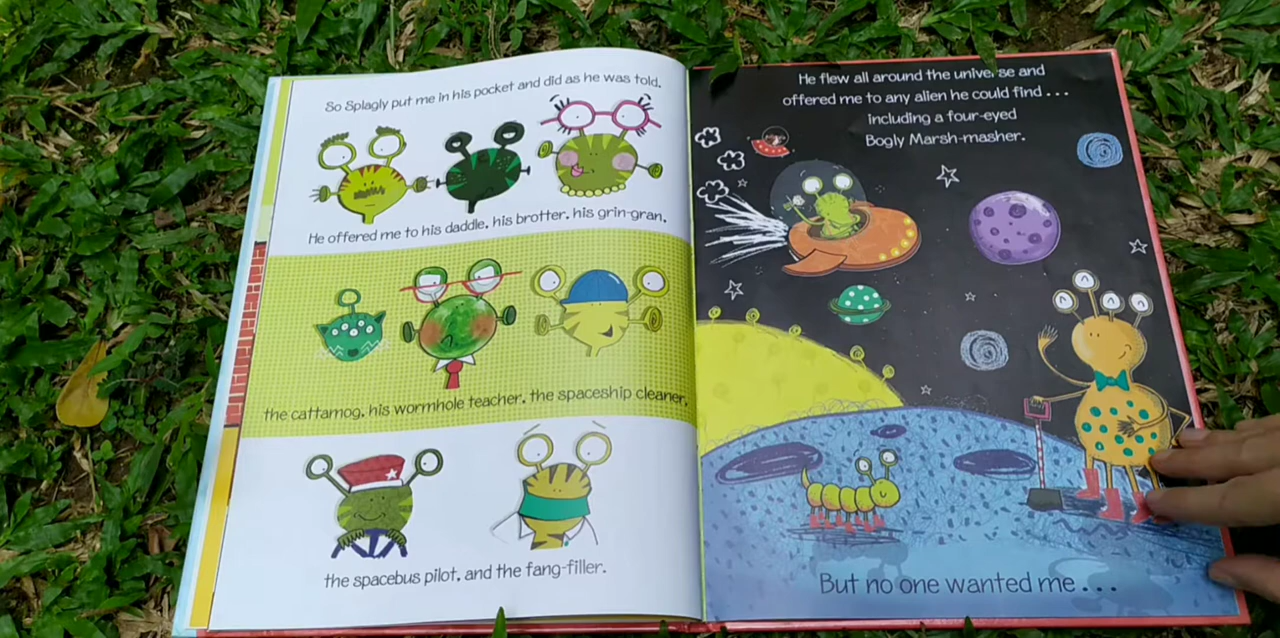 So Splagly put me in his pocket and did as he was told.
He offered me to his daddle, his brotter, his grin-gran,
the cattamog, his wormhole teacher, the spaceship cleaner,
the spacebus pilot, and the fang-filler.
He flew all around the universe and
offered me to any alien he could find . . .
including a four-eyed
Bogly Marsh-masher.
But no one wanted me . . .